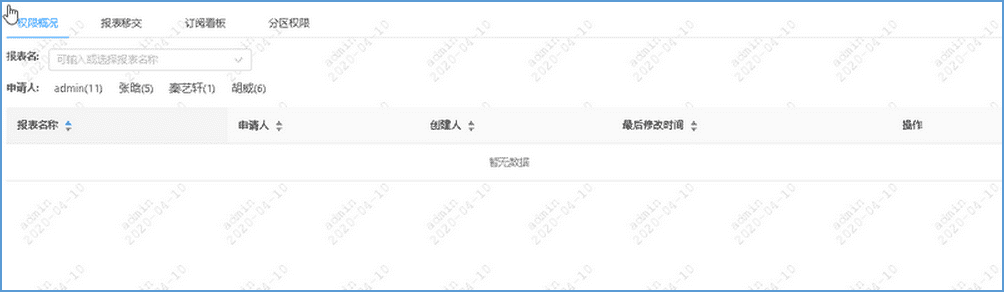 权限概况 报表移交 订阅看板 分区权限
报表名: 可输入或选择报表名称
申请人: admin(11) 张晗(5) 秦艺轩(1) 胡威(6)
报表名称 申请人 创建人 最后修改时间 操作
暂无数据
admin
2020-04-10